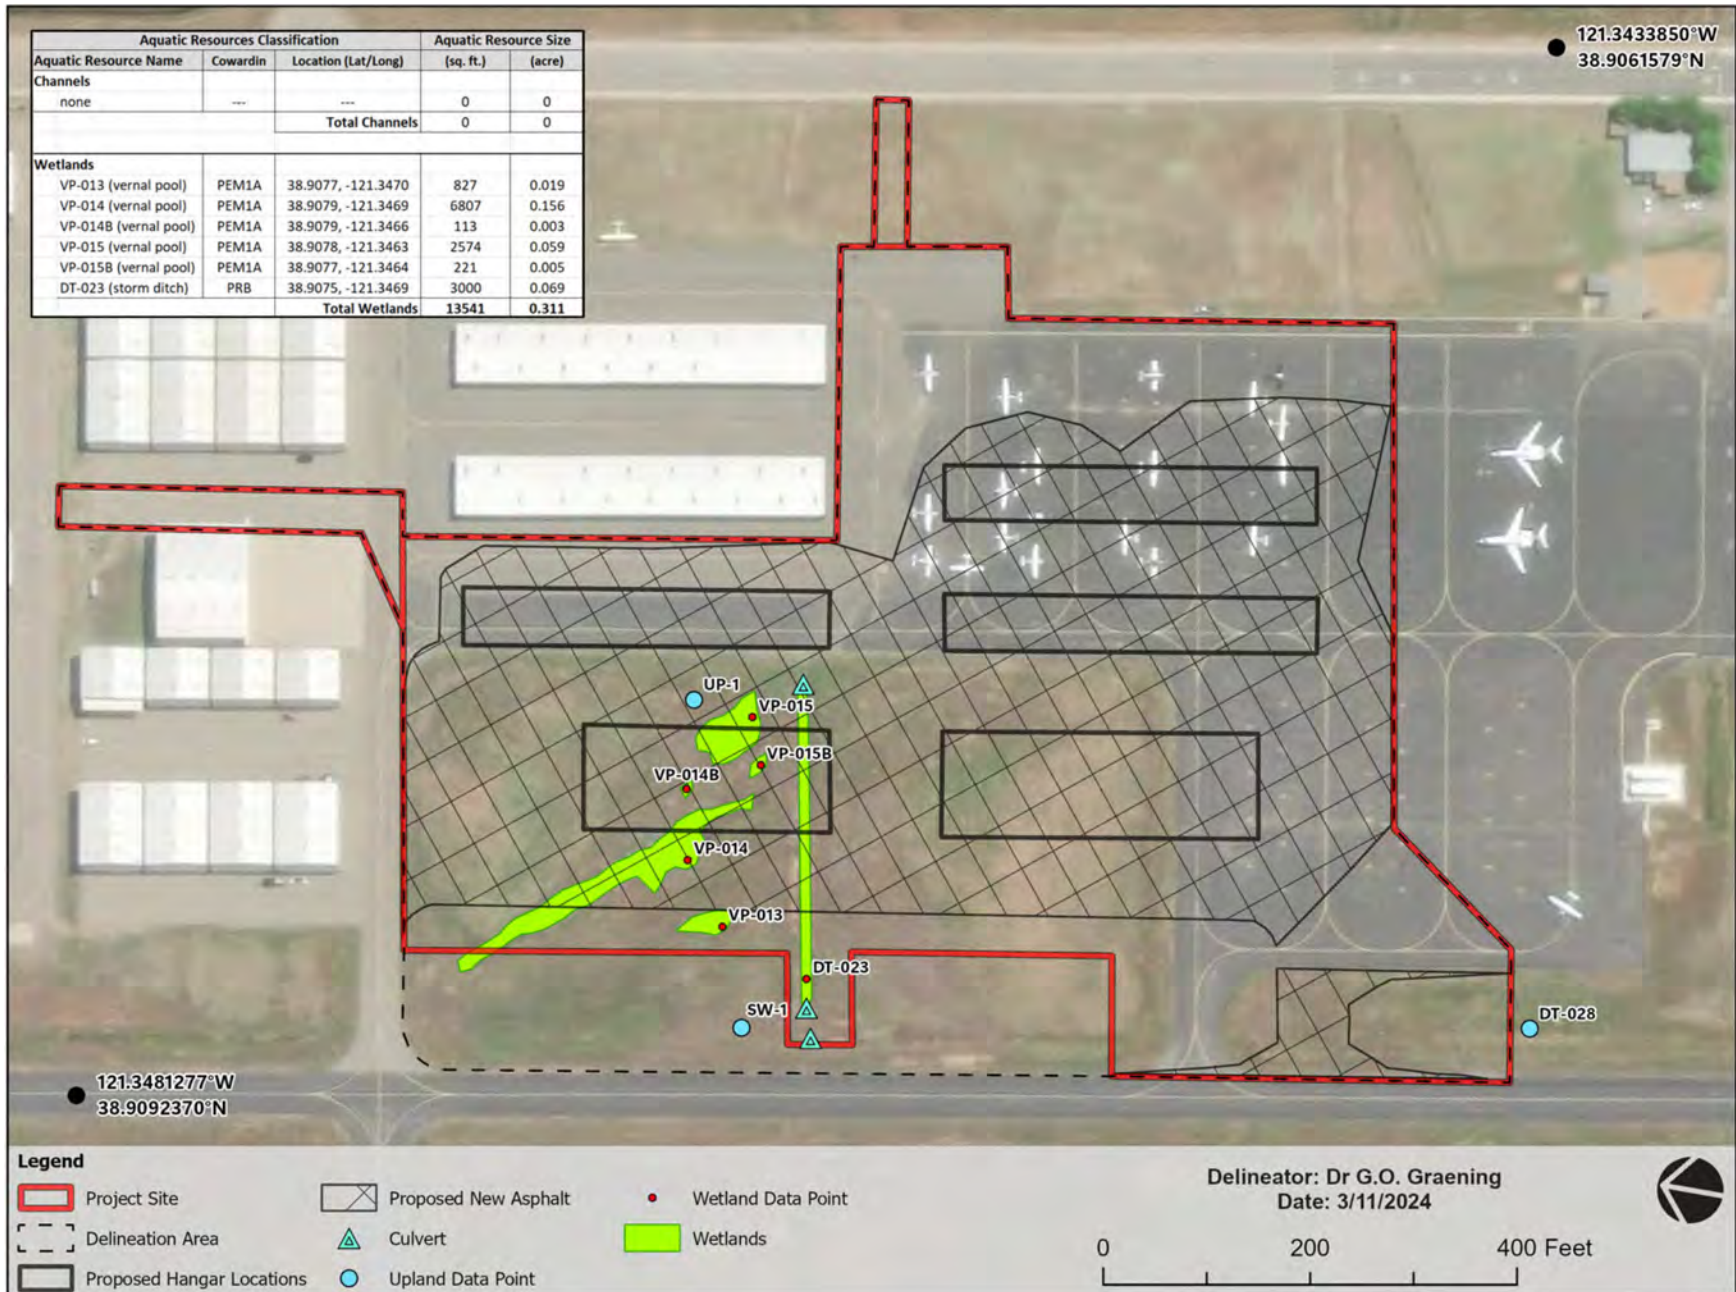 Aquatic Resources Classification Aquatic Resource Size
Aquatic Resource Name Cowardin Location (Lat/Long) (sq. ft.) (acre)
Channels
none --- --- 0 0
Total Channels 0 0
Wetlands
VP-013 (vernal pool) PEM1A 38.9077, -121.3470 827 0.019
VP-014 (vernal pool) PEM1A 38.9079, -121.3469 6807 0.156
VP-014B (vernal pool) PEM1A 38.9079, -121.3466 113 0.003
VP-015 (vernal pool) PEM1A 38.9078, -121.3463 2574 0.059
VP-015B (vernal pool) PEM1A 38.9077, -121.3464 221 0.005
DT-023 (storm ditch) PRB 38.9075, -121.3469 3000 0.069
Total Wetlands 13541 0.311
121.3433850°W
38.9061579°N
UP-1
VP-015
VP-015B
VP-014B
VP-014
VP-013
DT-023
SW-1
DT-028
121.3481277°W
38.9092370°N
Legend
Project Site
Delineation Area
Proposed Hangar Locations
Proposed New Asphalt
Culvert
Upland Data Point
Wetland Data Point
Wetlands
Delineator: Dr G.O. Graening
Date: 3/11/2024
0 200 400 Feet